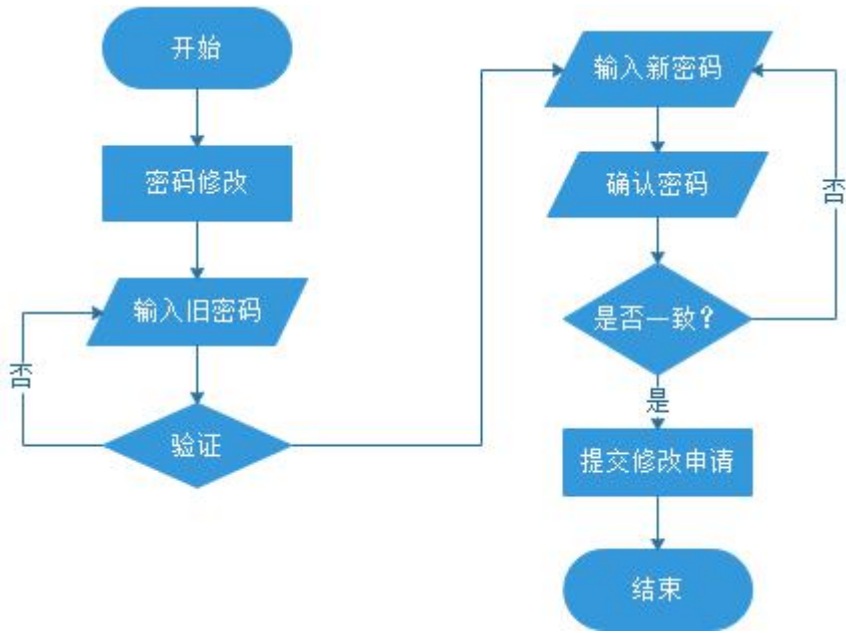 开始
密码修改
输入旧密码
否
验证
输入新密码
确认密码
否
是否一致?
是
提交修改申请
结束